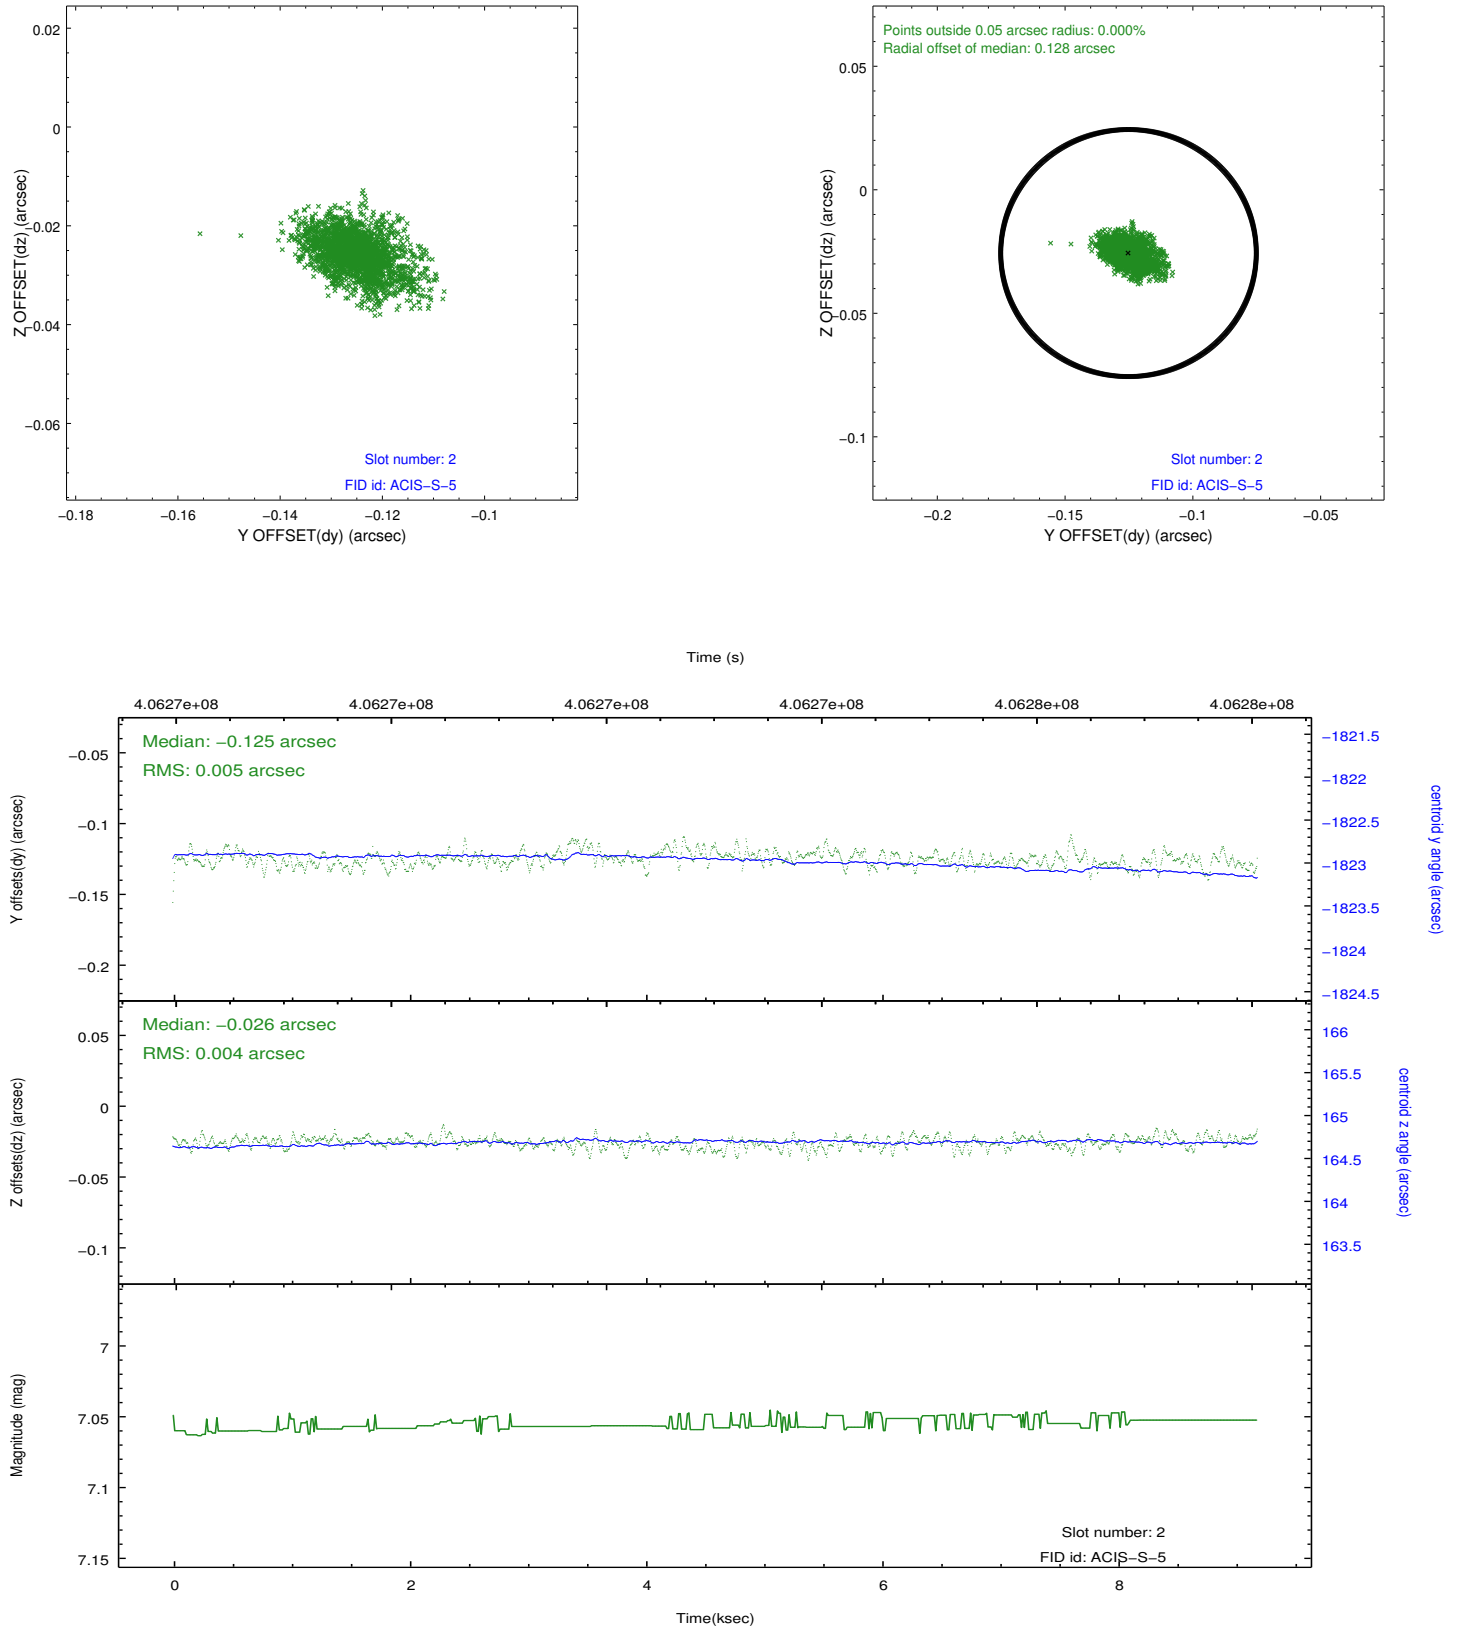 0.02
0
−0.02
−0.04
−0.06
Z OFFSET(dz) (arcsec)
Slot number: 2
FID id: ACIS−S−5
−0.18 −0.16 −0.14 −0.12 −0.1
Y OFFSET(dy) (arcsec)
Points outside 0.05 arcsec radius: 0.000%
Radial offset of median: 0.128 arcsec
0.05
0
−0.05
−0.1
Z OFFSET(dz) (arcsec)
Slot number: 2
FID id: ACIS−S−5
−0.2 −0.15 −0.1 −0.05
Y OFFSET(dy) (arcsec)
Time (s)
4.0627e+08 4.0627e+08 4.0627e+08 4.0627e+08 4.0628e+08 4.0628e+08
Median: −0.125 arcsec
RMS: 0.005 arcsec
−0.05
−0.1
−0.15
−0.2
Y offsets(dy) (arcsec)
−1821.5
−1822
−1822.5
−1823
−1823.5
−1824
−1824.5
centroid y angle (arcsec)
Median: −0.026 arcsec
RMS: 0.004 arcsec
0.05
0
−0.05
−0.1
Z offsets(dz) (arcsec)
166
165.5
165
164.5
164
163.5
centroid z angle (arcsec)
7
7.05
7.1
7.15
Magnitude (mag)
Slot number: 2
FID id: ACIS−S−5
0 2 4 6 8
Time(ksec)